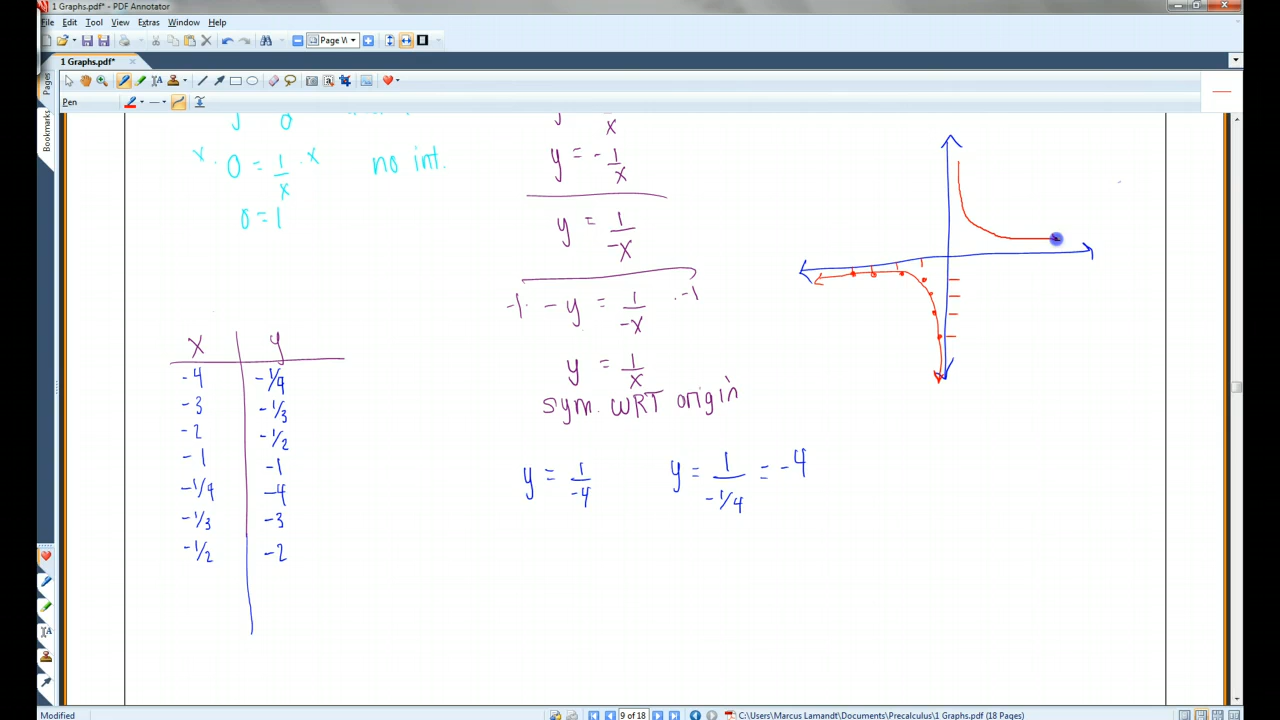 1 Graphs.pdf* - PDF Annotator
File Edit Tool View Extras Window Help
Page W
1 Graphs.pdf*
Pen
Pages
Bookmarks
y 0
x · 0 = 1/x · x no int.
0 = 1
x
y = - 1/x
y = 1/-x
-1· - y = 1/-x · -1
y = 1/x
sym. WRT origin
x y
-4 -1/4
-3 -1/3
-2 -1/2
-1 -1
-1/4 -4
-1/3 -3
-1/2 -2
y = 1/-4 y = 1/-1/4 = -4
Modified
9 of 18
C:\Users\Marcus Lamandt\Documents\Precalculus\1 Graphs.pdf (18 Pages)